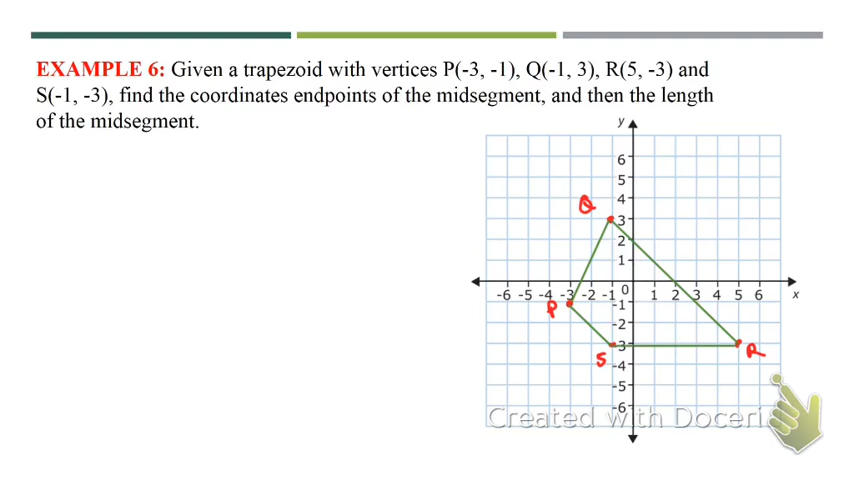 EXAMPLE 6: Given a trapezoid with vertices P(-3, -1), Q(-1, 3), R(5, -3) and
S(-1, -3), find the coordinates endpoints of the midsegment, and then the length
of the midsegment.
y
6
5
Q
4
3
2
1
0
-6 -5 -4 -3 -2 -1 1 2 3 4 5 6 x
P
-1
-2
-3
S
R
-4
-5
-6
Created with Doceri